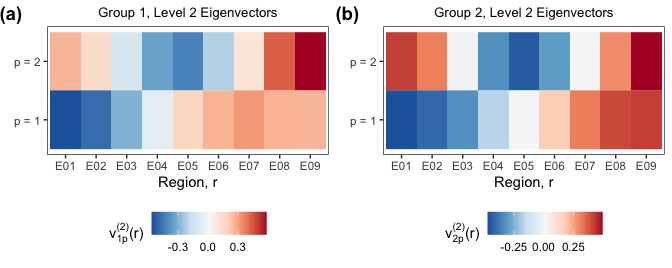 (a) Group 1, Level 2 Eigenvectors
p = 2
p = 1
E01 E02 E03 E04 E05 E06 E07 E08 E09
Region, r
v_{1p}^{(2)}(r)
-0.3 0.0 0.3
(b) Group 2, Level 2 Eigenvectors
p = 2
p = 1
E01 E02 E03 E04 E05 E06 E07 E08 E09
Region, r
v_{2p}^{(2)}(r)
-0.25 0.00 0.25